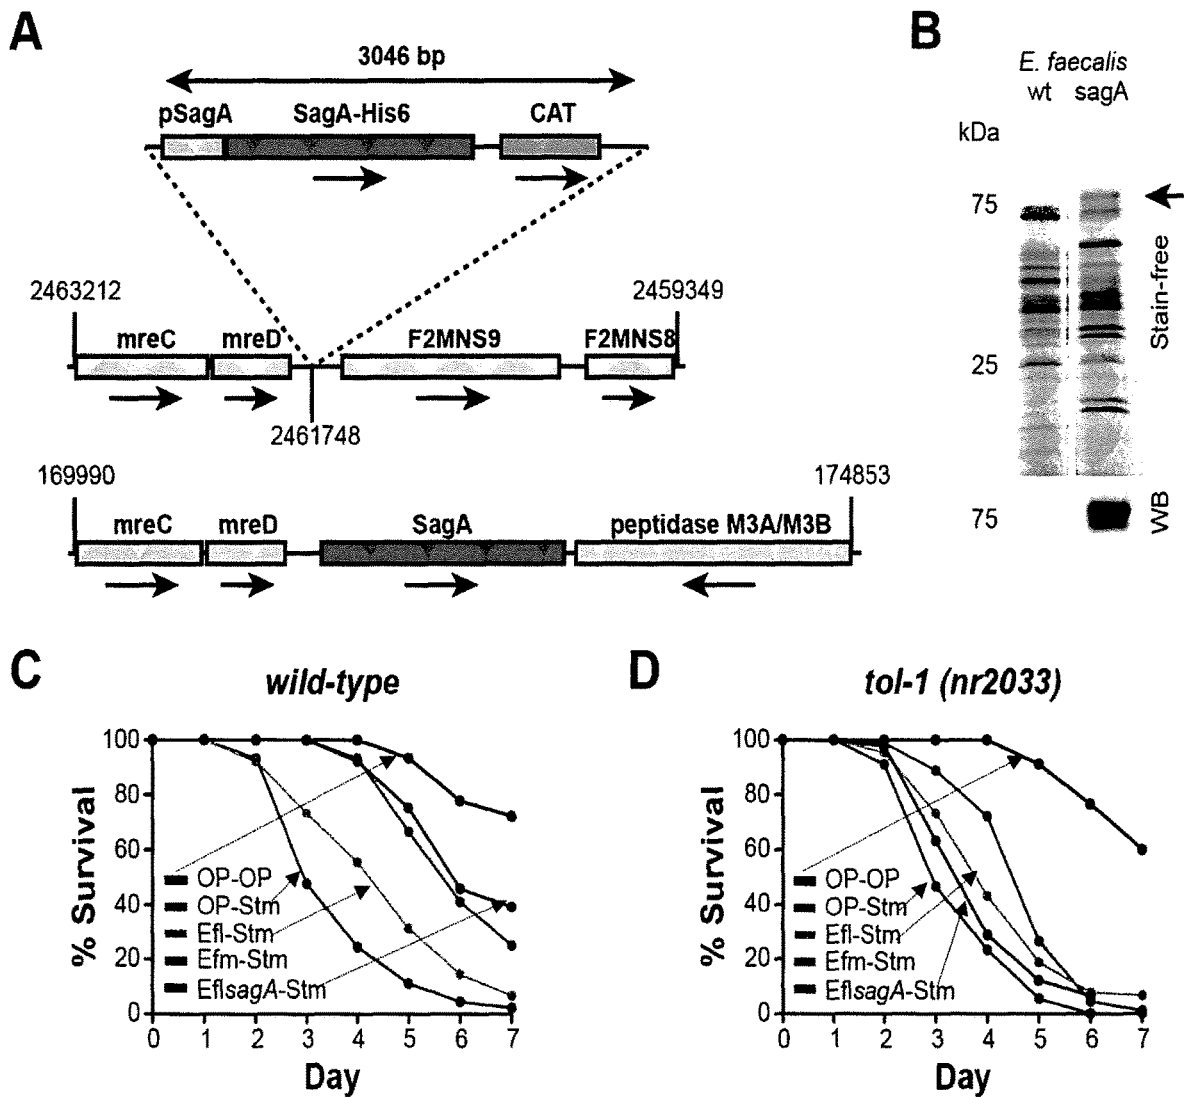 A
3046 bp
pSagA SagA-His6 CAT
2463212 2459349
mreC mreD F2MNS9 F2MNS8
2461748
169990 174853
mreC mreD SagA peptidase M3A/M3B
B
E. faecalis
wt sagA
kDa
75
25
75
Stain-free
WB
C
wild-type
% Survival
100
80
60
40
20
0
OP-OP
OP-Stm
Efl-Stm
Efm-Stm
EflsagA-Stm
0 1 2 3 4 5 6 7
Day
D
tol-1 (nr2033)
% Survival
100
80
60
40
20
0
OP-OP
OP-Stm
Efl-Stm
Efm-Stm
EflsagA-Stm
0 1 2 3 4 5 6 7
Day